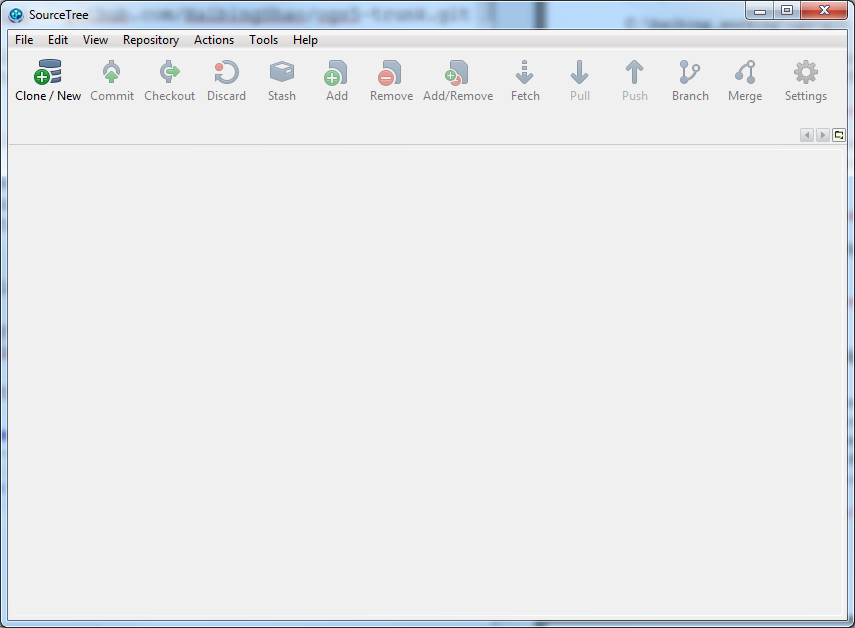 SourceTree
File Edit View Repository Actions Tools Help
Clone / New Commit Checkout Discard Stash Add Remove Add/Remove Fetch Pull Push Branch Merge Settings